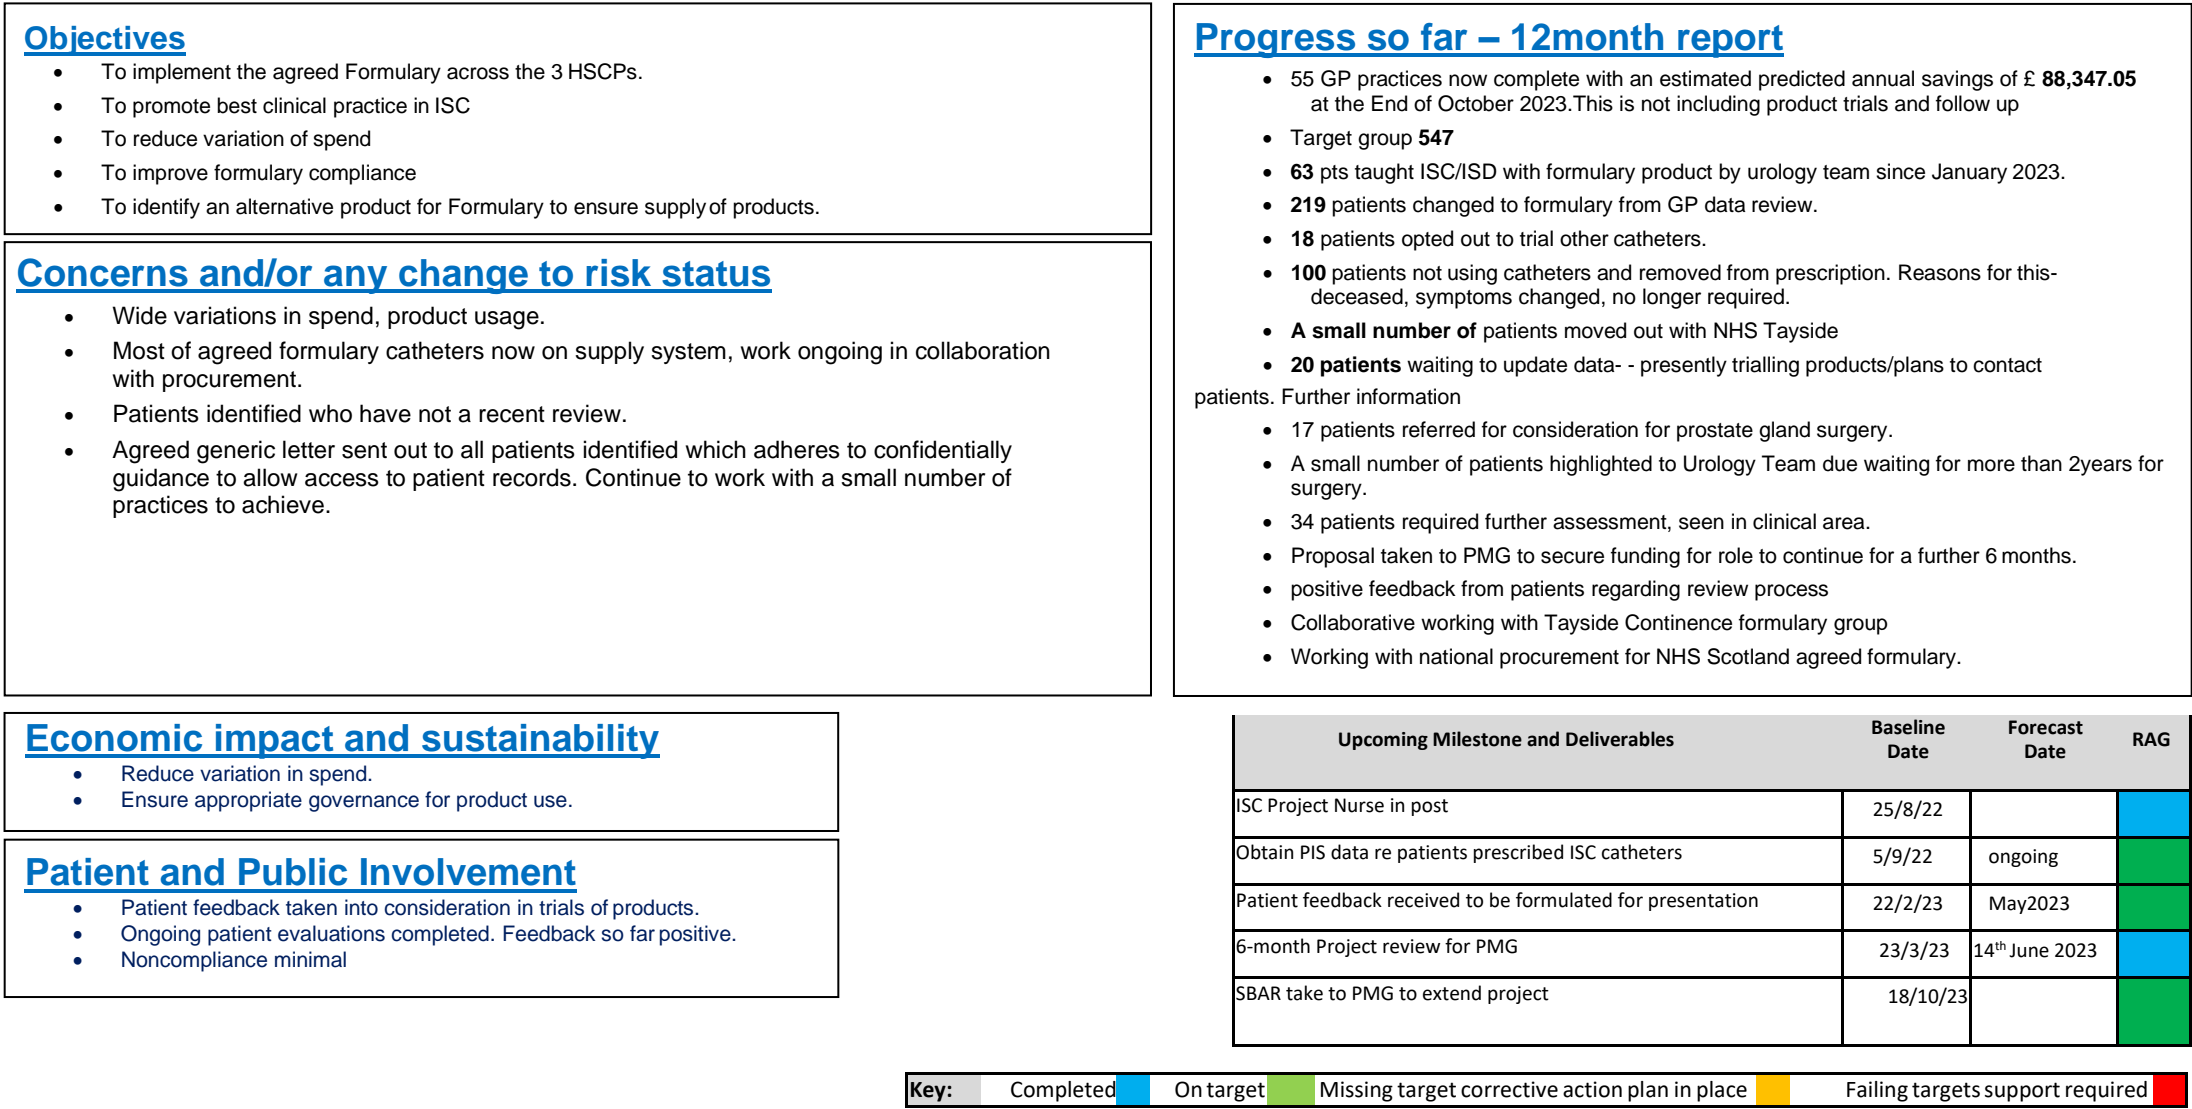 Objectives
• To implement the agreed Formulary across the 3 HSCPs.
• To promote best clinical practice in ISC
• To reduce variation of spend
• To improve formulary compliance
• To identify an alternative product for Formulary to ensure supply of products.
Concerns and/or any change to risk status
• Wide variations in spend, product usage.
• Most of agreed formulary catheters now on supply system, work ongoing in collaboration
with procurement.
• Patients identified who have not a recent review.
• Agreed generic letter sent out to all patients identified which adheres to confidentially
guidance to allow access to patient records. Continue to work with a small number of
practices to achieve.
Progress so far – 12month report
• 55 GP practices now complete with an estimated predicted annual savings of £ 88,347.05
at the End of October 2023.This is not including product trials and follow up
• Target group 547
• 63 pts taught ISC/ISD with formulary product by urology team since January 2023.
• 219 patients changed to formulary from GP data review.
• 18 patients opted out to trial other catheters.
• 100 patients not using catheters and removed from prescription. Reasons for this-
deceased, symptoms changed, no longer required.
• A small number of patients moved out with NHS Tayside
• 20 patients waiting to update data- - presently trialling products/plans to contact
patients. Further information
• 17 patients referred for consideration for prostate gland surgery.
• A small number of patients highlighted to Urology Team due waiting for more than 2years for
surgery.
• 34 patients required further assessment, seen in clinical area.
• Proposal taken to PMG to secure funding for role to continue for a further 6 months.
• positive feedback from patients regarding review process
• Collaborative working with Tayside Continence formulary group
• Working with national procurement for NHS Scotland agreed formulary.
Economic impact and sustainability
• Reduce variation in spend.
• Ensure appropriate governance for product use.
Patient and Public Involvement
• Patient feedback taken into consideration in trials of products.
• Ongoing patient evaluations completed. Feedback so far positive.
• Noncompliance minimal
Upcoming Milestone and Deliverables Baseline Date Forecast Date RAG
ISC Project Nurse in post 25/8/22
Obtain PIS data re patients prescribed ISC catheters 5/9/22 ongoing
Patient feedback received to be formulated for presentation 22/2/23 May2023
6-month Project review for PMG 23/3/23 14th June 2023
SBAR take to PMG to extend project 18/10/23
Key: Completed On target Missing target corrective action plan in place Failing targets support required